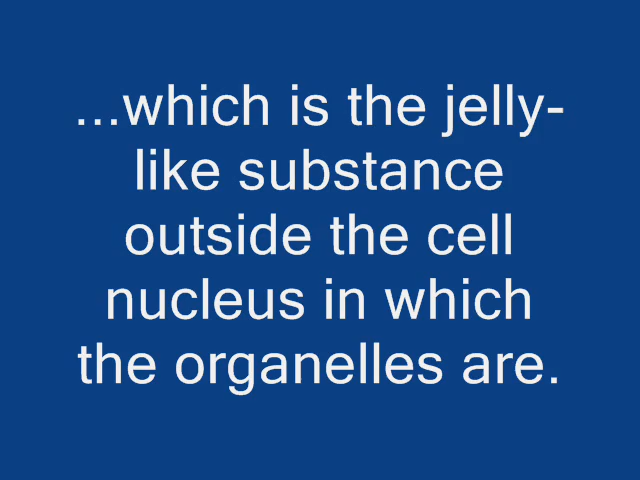 ...which is the jelly-
like substance
outside the cell
nucleus in which
the organelles are.